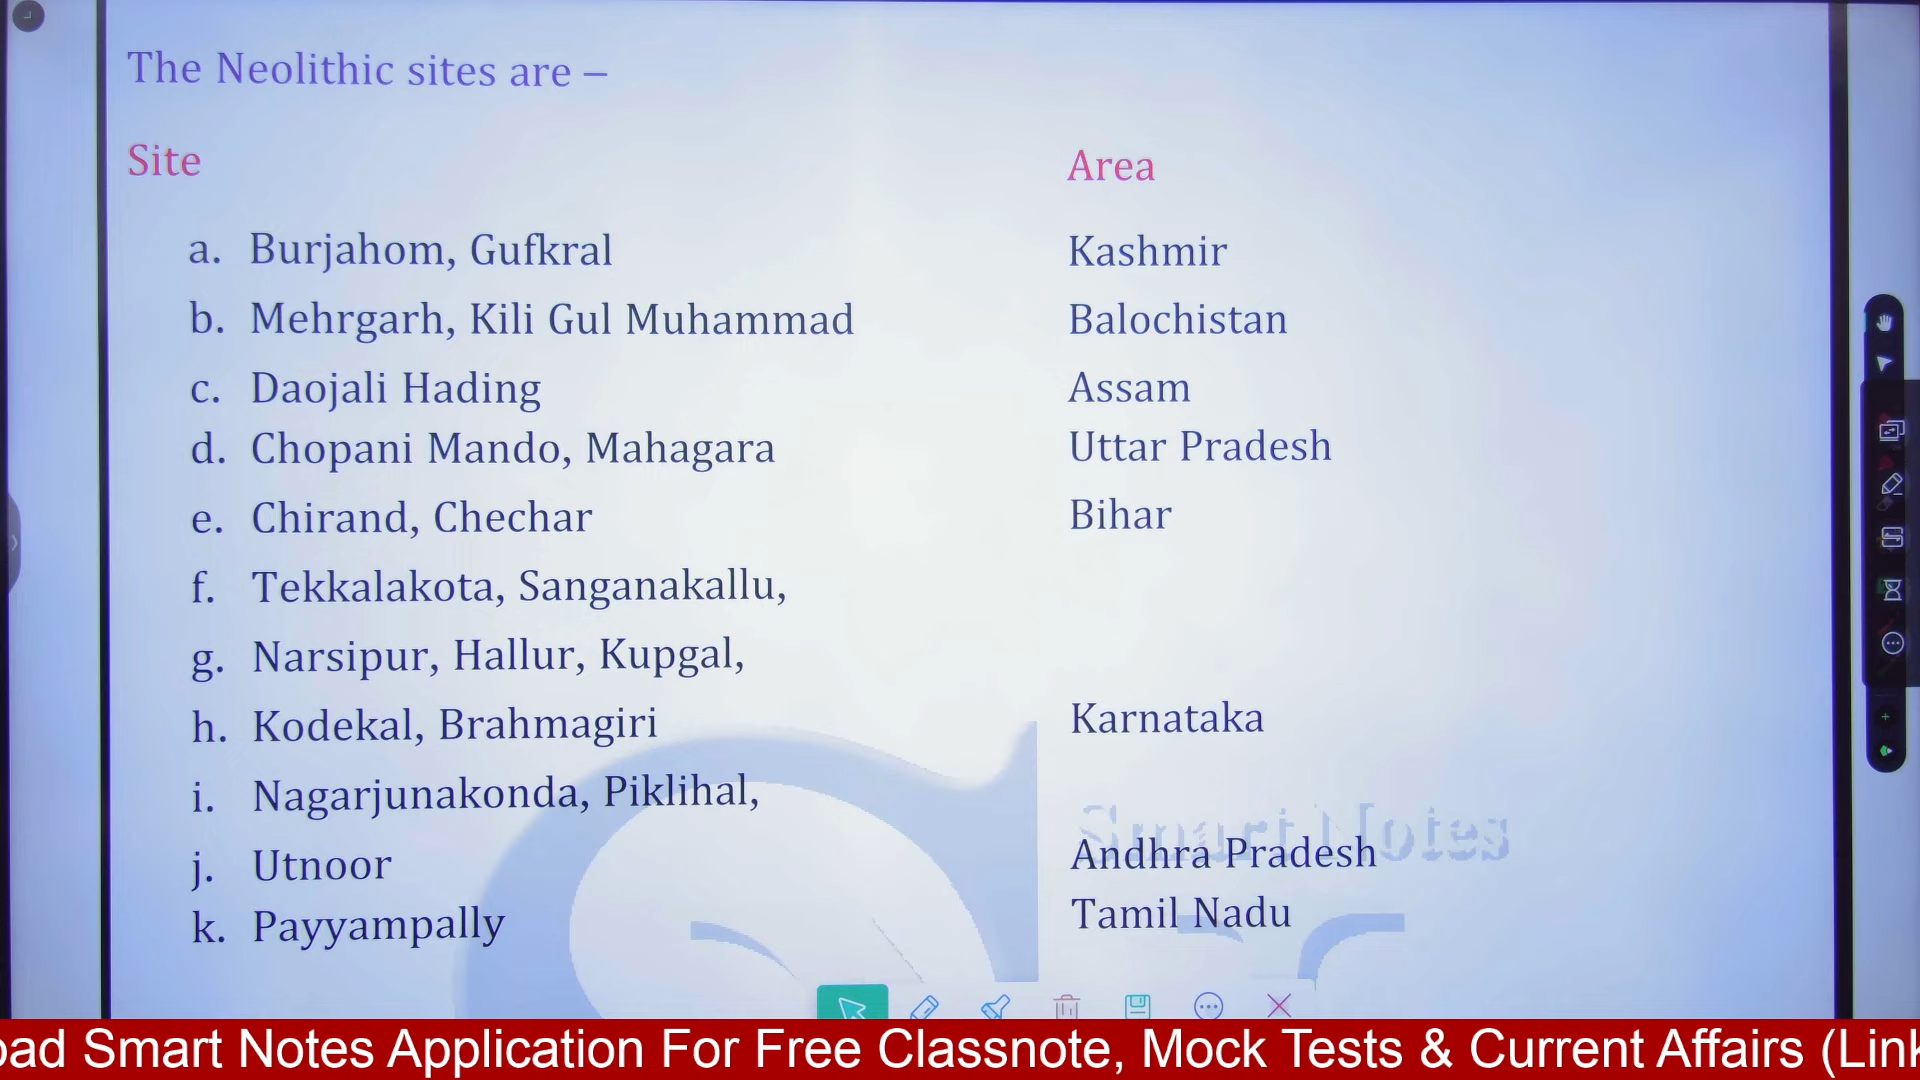 The Neolithic sites are –
Site Area
a. Burjahom, Gufkral Kashmir
b. Mehrgarh, Kili Gul Muhammad Balochistan
c. Daojali Hading Assam
d. Chopani Mando, Mahagara Uttar Pradesh
e. Chirand, Chechar Bihar
f. Tekkalakota, Sanganakallu,
g. Narsipur, Hallur, Kupgal,
h. Kodekal, Brahmagiri Karnataka
i. Nagarjunakonda, Piklihal,
Smart Notes
j. Utnoor Andhra Pradesh
k. Payyampally Tamil Nadu
Smart Notes Application For Free Classnote, Mock Tests & Current Affairs